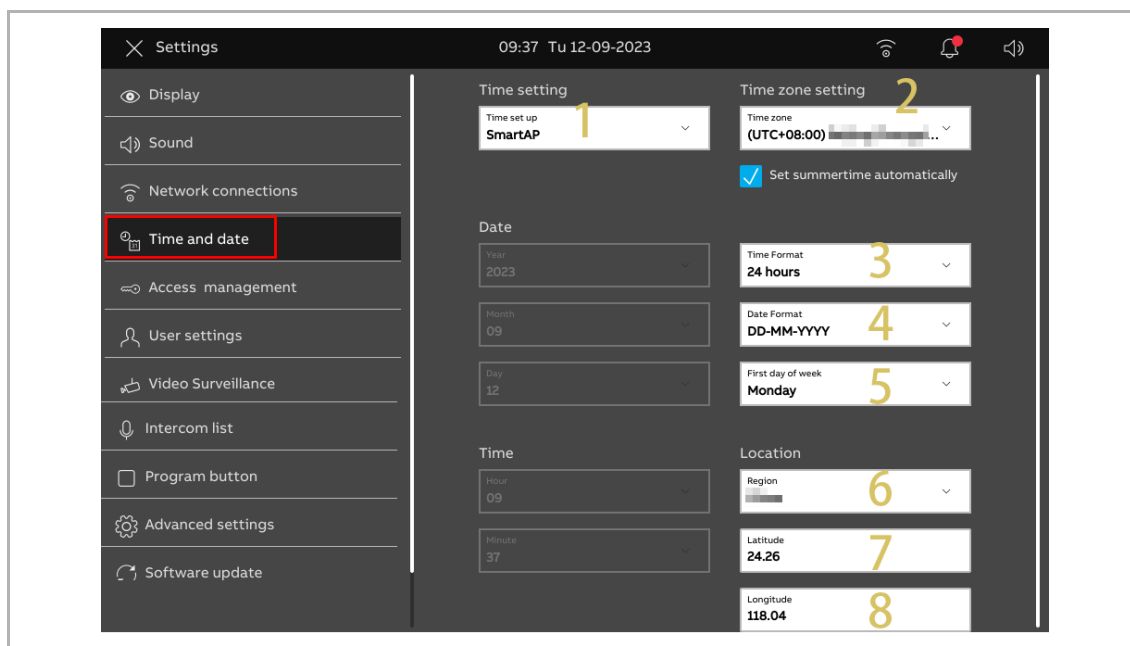 Settings
09:37 Tu 12-09-2023
Display
Sound
Network connections
Time and date
Access management
User settings
Video Surveillance
Intercom list
Program button
Advanced settings
Software update
Time setting
Time set up
SmartAP
1
Time zone setting
2
Time zone
(UTC+08:00) ...
Set summertime automatically
Date
Year
2023
Month
09
Day
12
Time Format
24 hours
3
Date Format
DD-MM-YYYY
4
First day of week
Monday
5
Time
Hour
09
Minute
37
Location
Region
6
Latitude
24.26
7
Longitude
118.04
8